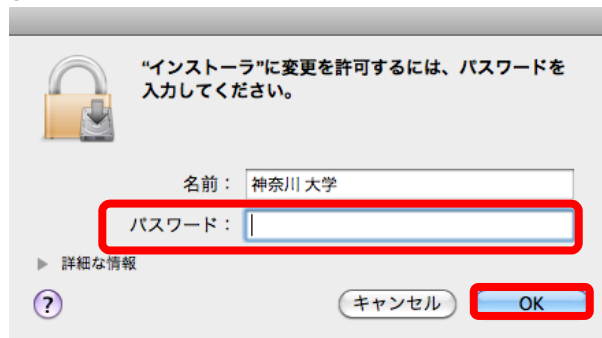 “インストーラ”に変更を許可するには、パスワードを
入力してください。
名前：
神奈川 大学
パスワード：
▶ 詳細な情報
?
キャンセル
OK